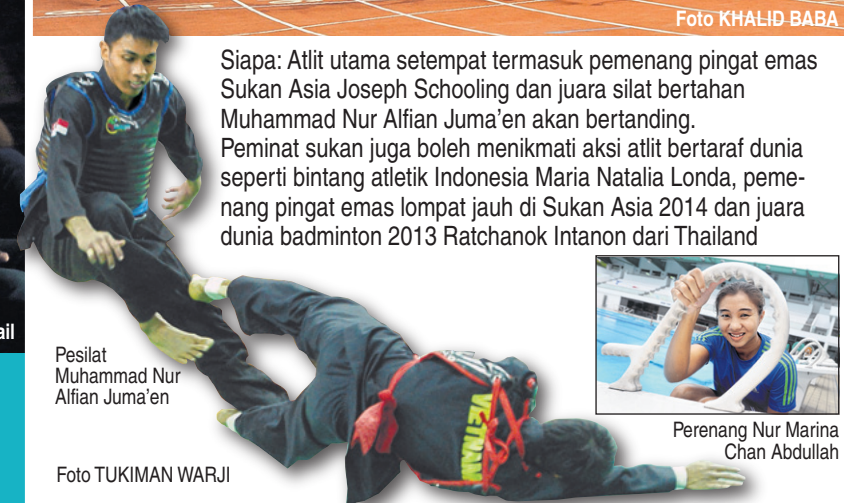 Foto KHALID BABA
Siapa: Atlit utama setempat termasuk pemenang pingat emas
Sukan Asia Joseph Schooling dan juara silat bertahan
Muhammad Nur Alfian Juma’en akan bertanding.
Peminat sukan juga boleh menikmati aksi atlit bertaraf dunia
seperti bintang atletik Indonesia Maria Natalia Londa, peme-
nang pingat emas lompat jauh di Sukan Asia 2014 dan juara
dunia badminton 2013 Ratchanok Intanon dari Thailand
ail
Pesilat
Muhammad Nur
Alfian Juma’en
VIETNAM
Perenang Nur Marina
Chan Abdullah
Foto TUKIMAN WARJI